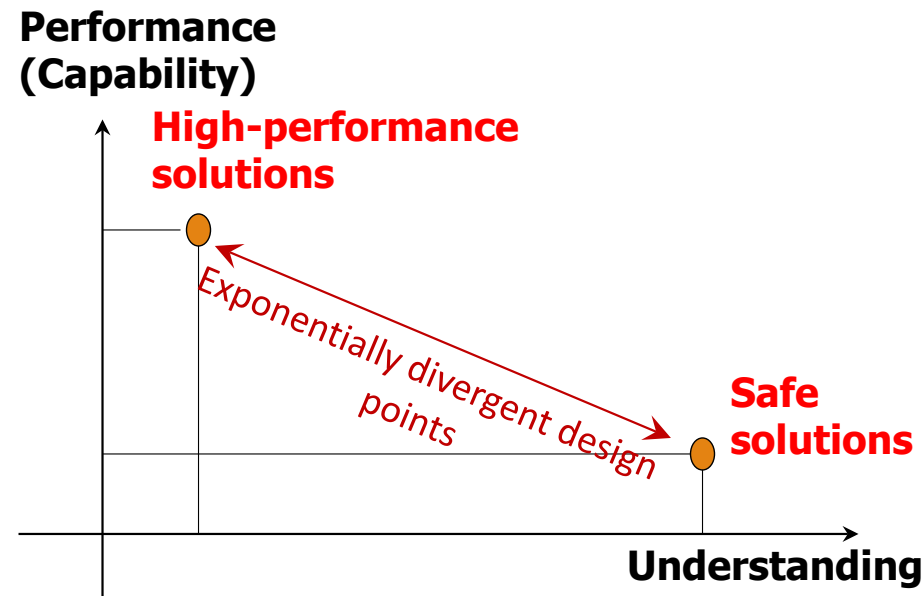 Performance
(Capability)
High-performance
solutions
Exponentially divergent design
points
Safe
solutions
Understanding